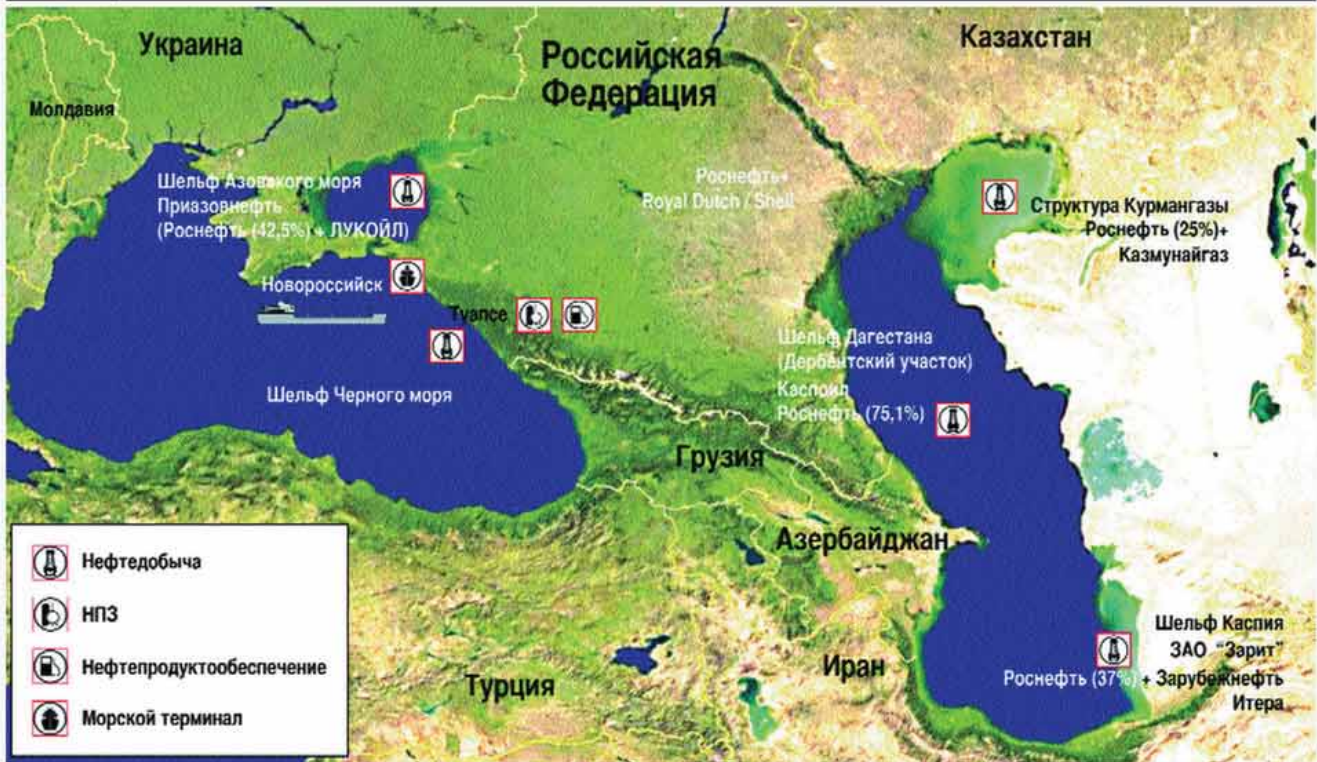 Украина
Российская
Федерация
Казахстан
Молдавия
Шельф Азовского моря
Приазовнефть
(Роснефть (42,5%) + ЛУКОЙЛ)
Роснефть+
Royal Dutch / Shell
Структура Курмангазы
Роснефть (25%)+
Казмунайгаз
Новороссийск
Туапсе
Шельф Черного моря
Шельф Дагестана
(Дербентский участок)
Каспойл
Роснефть (75,1%)
Грузия
Азербайджан
Иран
Турция
Шельф Каспия
ЗАО "Зарит"
Роснефть (37%) + Зарубежнефть
Итера
Нефтедобыча
НПЗ
Нефтепродуктообеспечение
Морской терминал